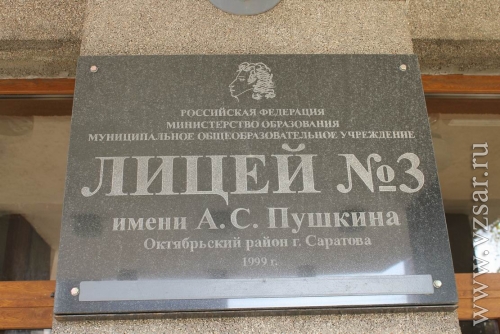 РОССИЙСКАЯ ФЕДЕРАЦИЯ
МИНИСТЕРСТВО ОБРАЗОВАНИЯ
МУНИЦИПАЛЬНОЕ ОБЩЕОБРАЗОВАТЕЛЬНОЕ УЧРЕЖДЕНИЕ
ЛИЦЕЙ №3
имени А.С. Пушкина
Октябрьский район г. Саратова
1999 г.
www.vzsar.ru